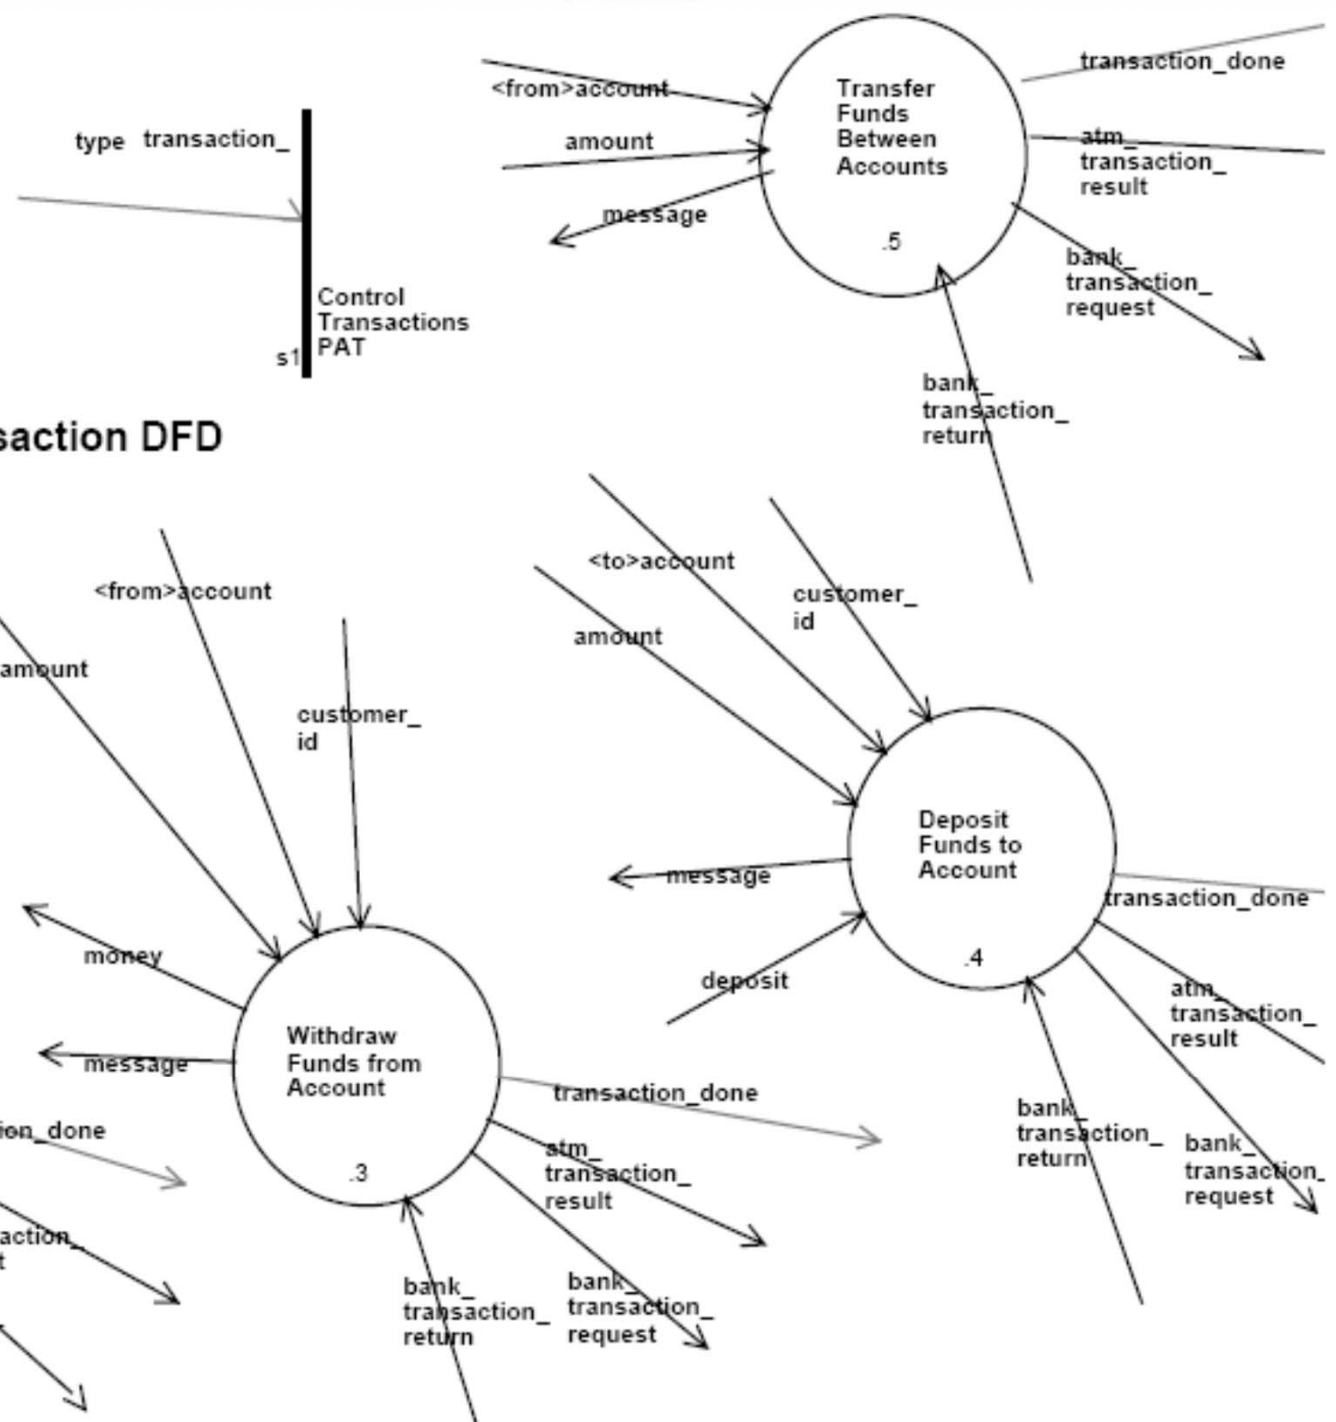 transaction_done
Transfer
Funds
Between
Accounts
.5
<from>account
amount
message
atm_
transaction_
result
bank_
transaction_
request
bank_
transaction_
return
type transaction_
Control
Transactions
PAT
s1
saction DFD
<from>account
amount
customer_
id
<to>account
customer_
id
amount
Deposit
Funds to
Account
.4
message
deposit
transaction_done
atm_
transaction_
result
bank_
transaction_
return
bank_
transaction_
request
money
message
Withdraw
Funds from
Account
.3
transaction_done
atm_
transaction_
result
bank_
transaction_
request
bank_
transaction_
return
ion_done
action_
t